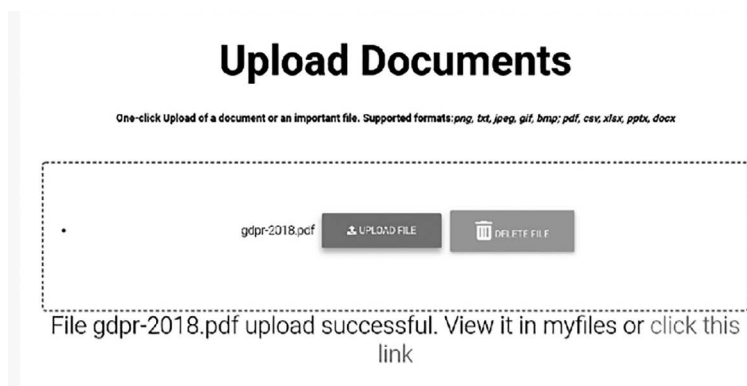 Upload Documents
One-click Upload of a document or an important file. Supported formats:png, txt, jpeg, gif, bmp; pdf, csv, xlsx, pptx, docx
gdpr-2018.pdf UPLOAD FILE DELETE FILE
File gdpr-2018.pdf upload successful. View it in myfiles or click this
link